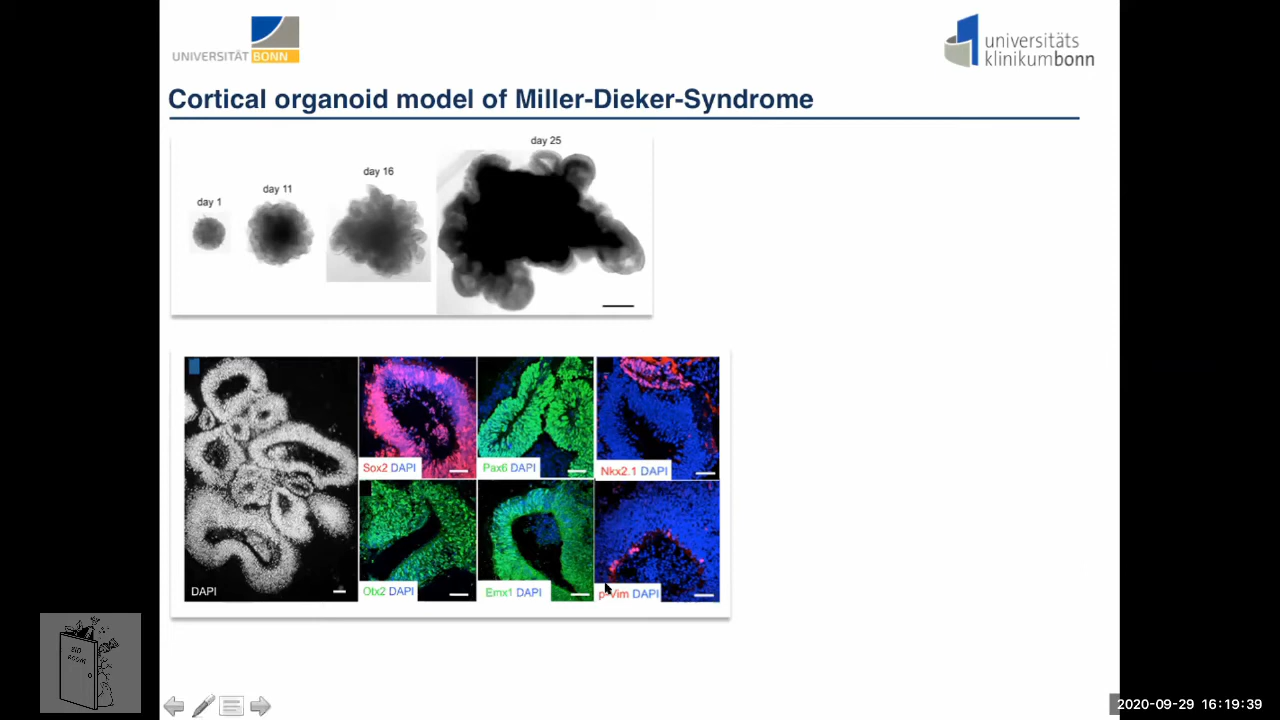 UNIVERSITÄT BONN
universitäts
klinikumbonn
Cortical organoid model of Miller-Dieker-Syndrome
day 1
day 11
day 16
day 25
Sox2 DAPI
Pax6 DAPI
Nkx2.1 DAPI
DAPI
Otx2 DAPI
Emx1 DAPI
p-Vim DAPI
2020-09-29 16:19:39